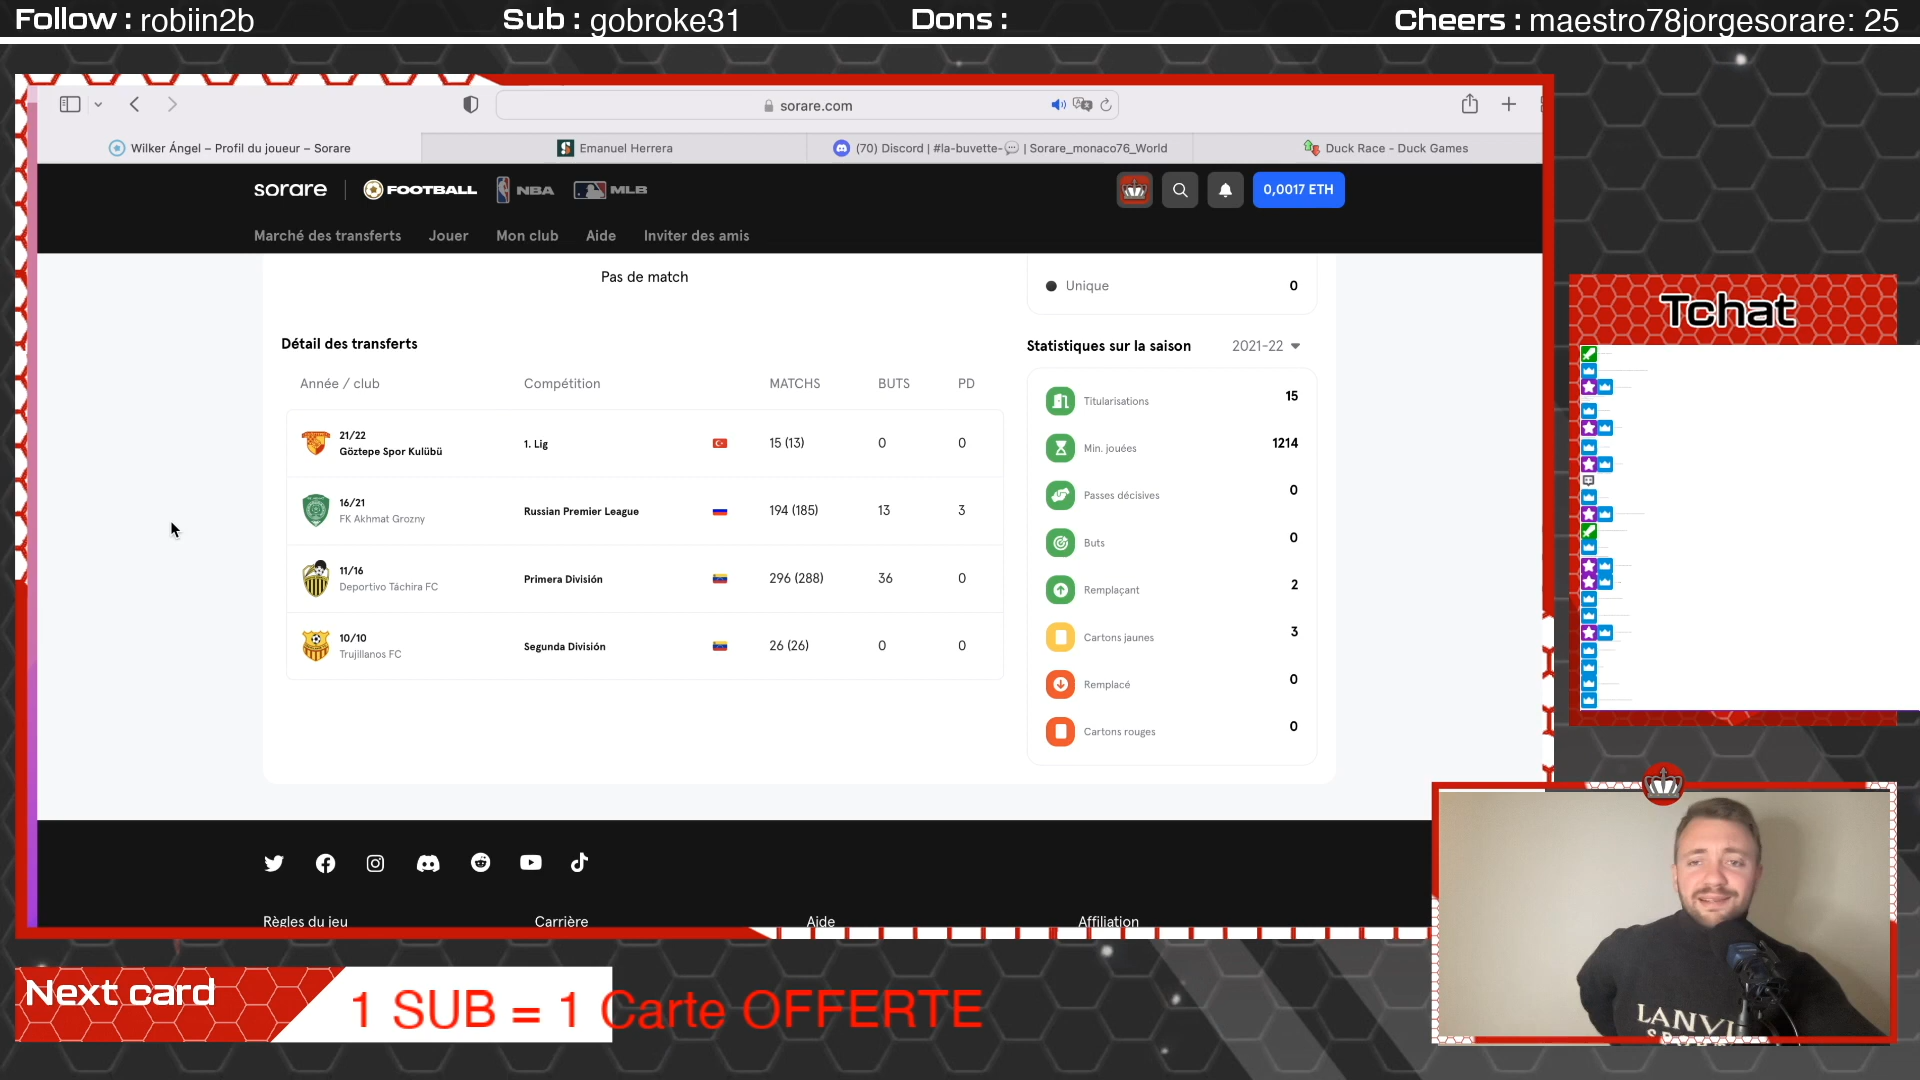 Follow : robiin2b
Sub : gobroke31
Dons :
Cheers : maestro78jorgesorare: 25
sorare.com
Wilker Ángel – Profil du joueur – Sorare
Emanuel Herrera
(70) Discord | #la-buvette-💬 | Sorare_monaco76_World
Duck Race - Duck Games
sorare
FOOTBALL
NBA
MLB
0,0017 ETH
Marché des transferts
Jouer
Mon club
Aide
Inviter des amis
Pas de match
Unique
0
Détail des transferts
Année / club
Compétition
MATCHS
BUTS
PD
21/22
Göztepe Spor Kulübü
1. Lig
15 (13)
0
0
16/21
FK Akhmat Grozny
Russian Premier League
194 (185)
13
3
11/16
Deportivo Táchira FC
Primera División
296 (288)
36
0
10/10
Trujillanos FC
Segunda División
26 (26)
0
0
Statistiques sur la saison
2021-22
Titularisations
15
Min. jouées
1214
Passes décisives
0
Buts
0
Remplaçant
2
Cartons jaunes
3
Remplacé
0
Cartons rouges
0
Règles du jeu
Carrière
Aide
Affiliation
Tchat
Next card
1 SUB = 1 Carte OFFERTE